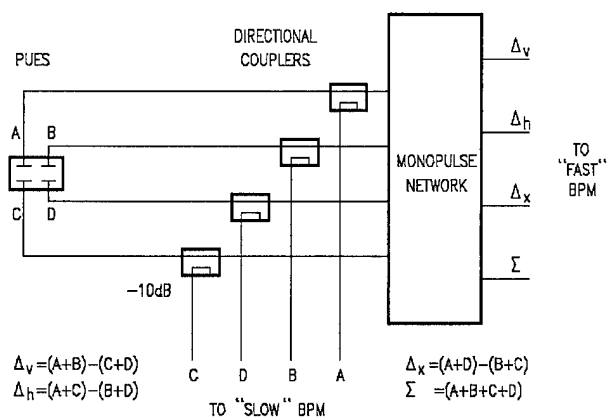 DIRECTIONAL
COUPLERS
PUES
A B
C D
-10dB
MONOPULSE
NETWORK
Δv
Δh
Δx
Σ
TO
"FAST"
BPM
C D B A
TO "SLOW" BPM
Δv=(A+B)-(C+D)
Δh=(A+C)-(B+D)
Δx=(A+D)-(B+C)
Σ =(A+B+C+D)